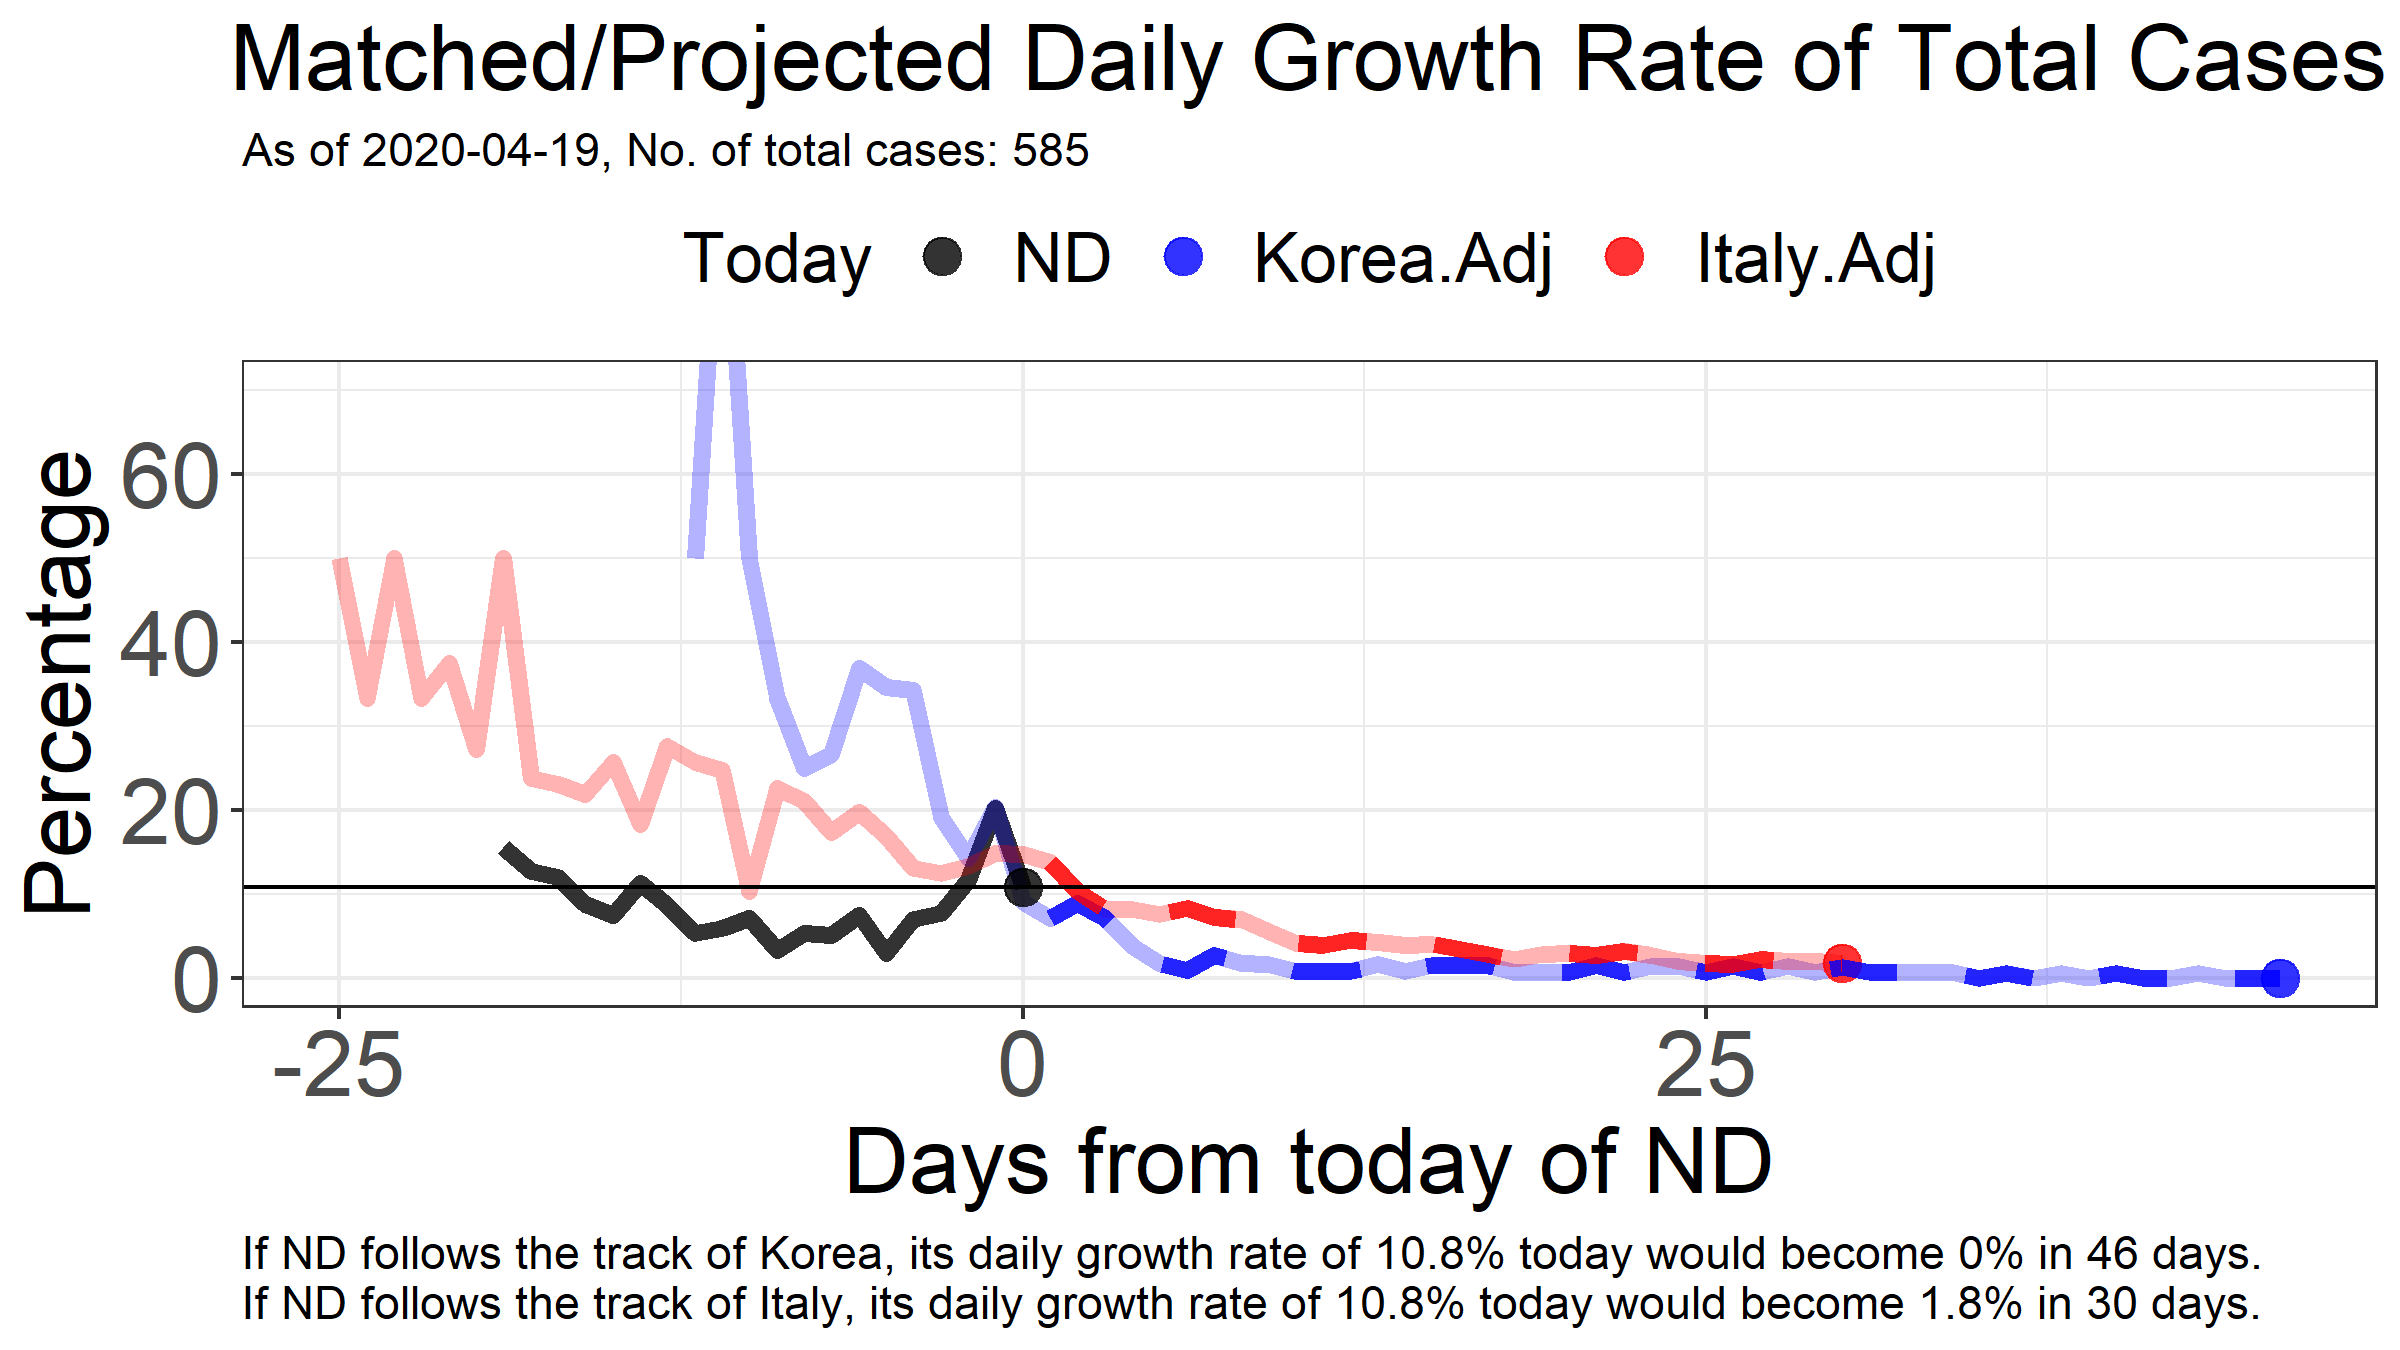 Matched/Projected Daily Growth Rate of Total Cases
As of 2020-04-19, No. of total cases: 585
Today ND Korea.Adj Italy.Adj
Percentage
60
40
20
0
-25 0 25
Days from today of ND
If ND follows the track of Korea, its daily growth rate of 10.8% today would become 0% in 46 days.
If ND follows the track of Italy, its daily growth rate of 10.8% today would become 1.8% in 30 days.